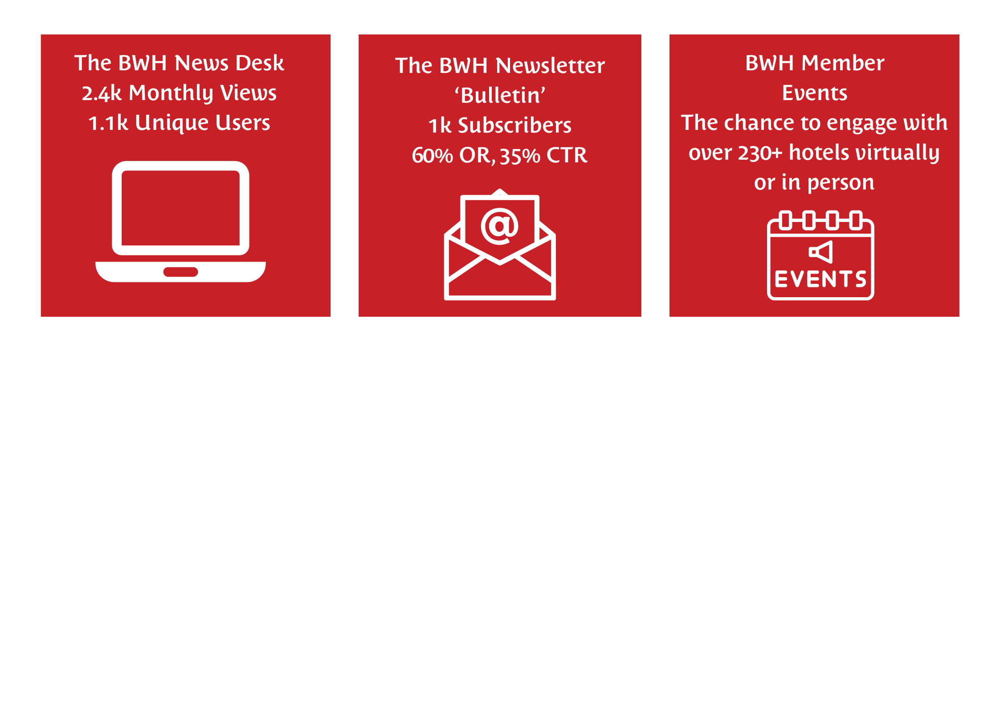 The BWH News Desk
2.4k Monthly Views
1.1k Unique Users
The BWH Newsletter
‘Bulletin’
1k Subscribers
60% OR, 35% CTR
@
BWH Member
Events
The chance to engage with
over 230+ hotels virtually
or in person
EVENTS